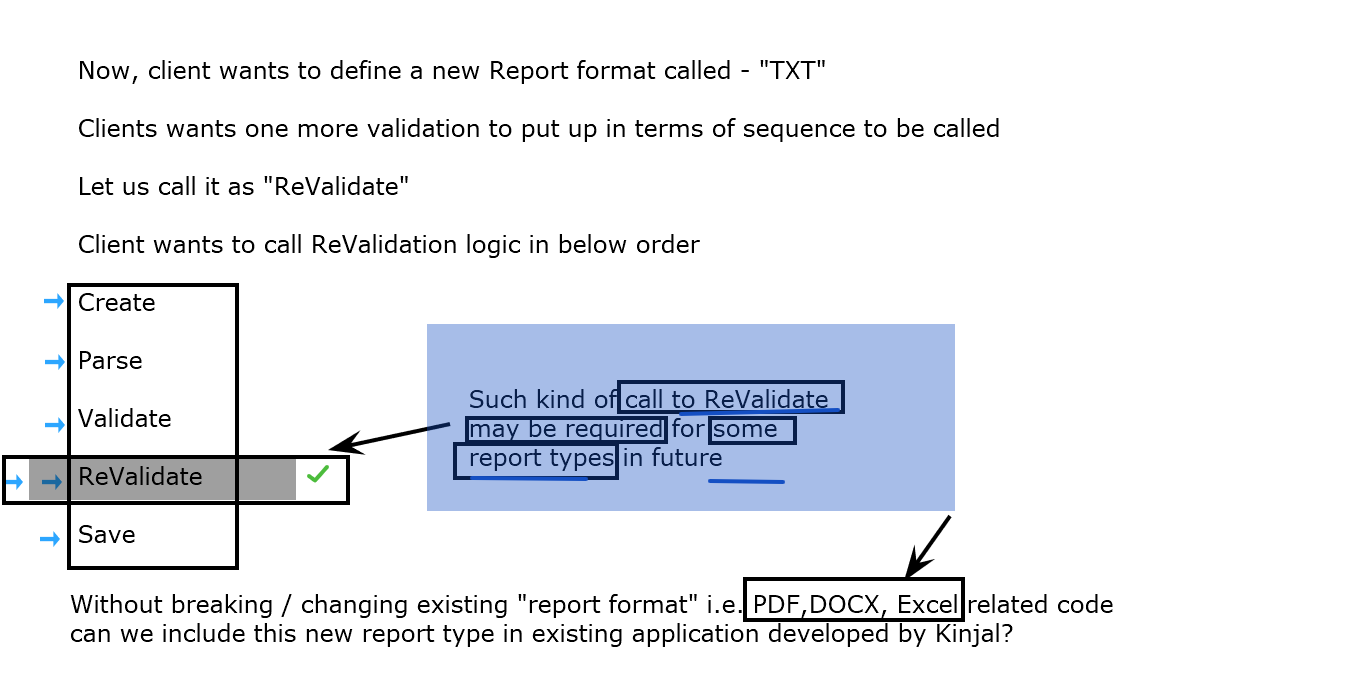 Now, client wants to define a new Report format called - "TXT"
Clients wants one more validation to put up in terms of sequence to be called
Let us call it as "ReValidate"
Client wants to call ReValidation logic in below order
Create
Parse
Validate
ReValidate
Save
Such kind of call to ReValidate
may be required for some
report types in future
Without breaking / changing existing "report format" i.e. PDF,DOCX, Excel related code
can we include this new report type in existing application developed by Kinjal?